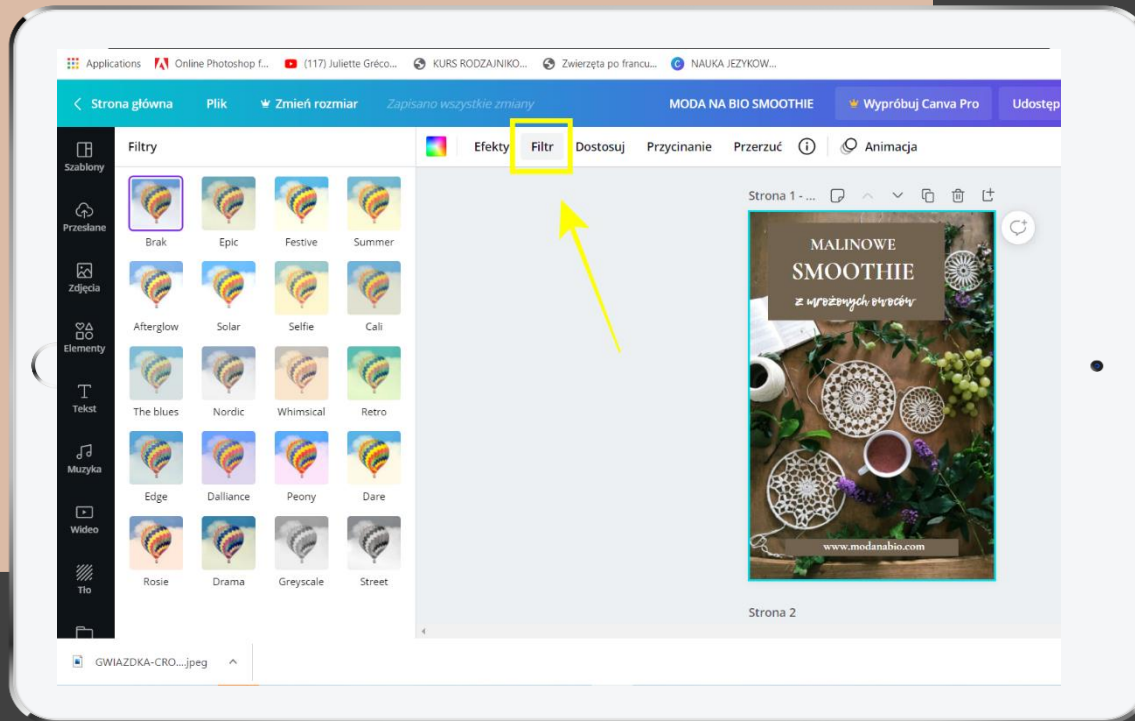 Applications Online Photoshop f... (117) Juliette Gréco... KURS RODZAJNIKO... Zwierzęta po francu... NAUKA JEZYKOW...
Strona główna Plik Zmień rozmiar Zapisano wszystkie zmiany MODA NA BIO SMOOTHIE Wypróbuj Canva Pro Udostęp
Szablony
Przesłane
Zdjęcia
Elementy
Tekst
Muzyka
Wideo
Tło
Filtry
Brak Epic Festive Summer
Afterglow Solar Selfie Cali
The blues Nordic Whimsical Retro
Edge Dalliance Peony Dare
Rosie Drama Greyscale Street
Efekty Filtr Dostosuj Przycinanie Przerzuć Animacja
Strona 1 - ...
MALINOWE
SMOOTHIE
z mrożonych owoców
www.modanabio.com
Strona 2
GWIAZDKA-CRO....jpeg